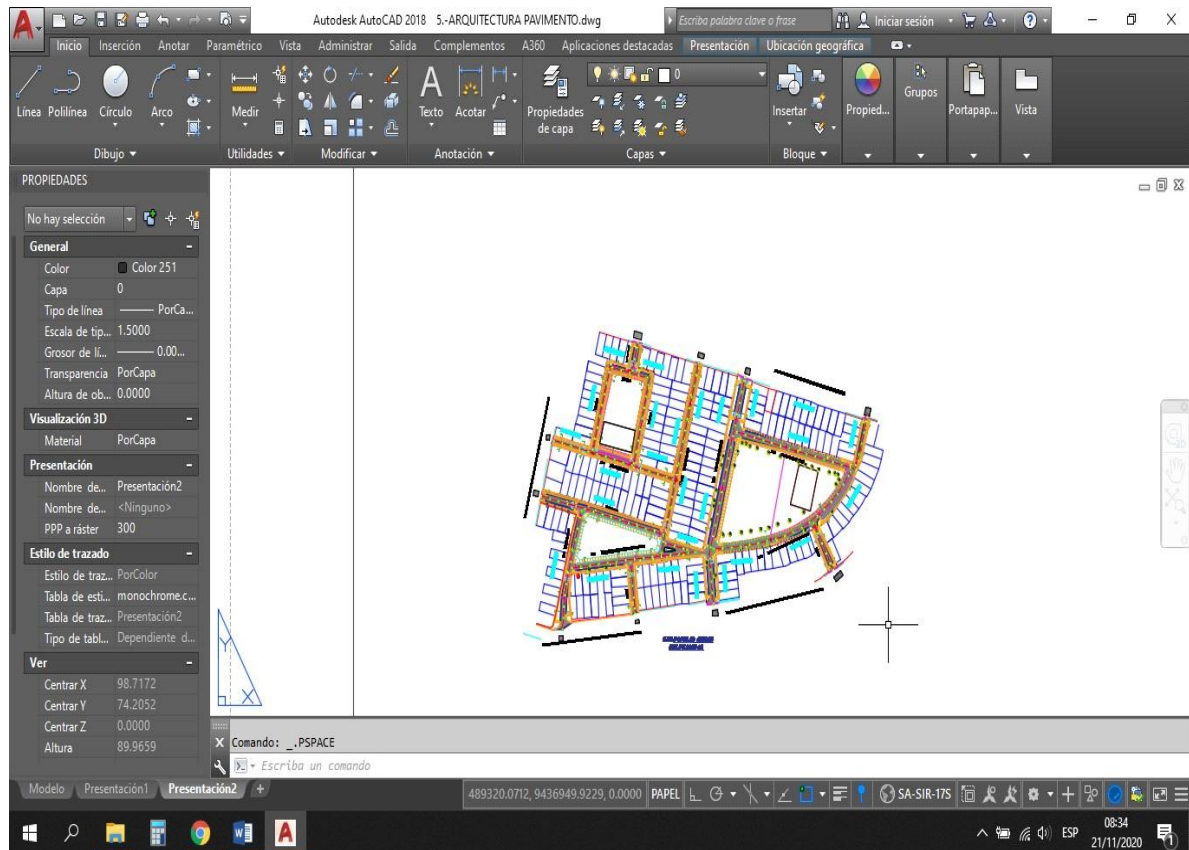 Autodesk AutoCAD 2018 5.-ARQUITECTURA PAVIMENTO.dwg
Escriba palabra clave o frase
Iniciar sesión
Inicio Inserción Anotar Paramétrico Vista Administrar Salida Complementos A360 Aplicaciones destacadas Presentación Ubicación geográfica
0
Línea Polilínea Círculo Arco Medir Texto Acotar Propiedades de capa Insertar Propied... Grupos Portapap... Vista
Dibujo Utilidades Modificar Anotación Capas Bloque
PROPIEDADES
No hay selección
General
Color Color 251
Capa 0
Tipo de línea PorCa...
Escala de tip... 1.5000
Grosor de lí... 0.00...
Transparencia PorCapa
Altura de ob... 0.0000
Visualización 3D
Material PorCapa
Presentación
Nombre de... Presentación2
Nombre de... <Ninguno>
PPP a ráster 300
Estilo de trazado
Estilo de traz... PorColor
Tabla de esti... monochrome.c...
Tabla de traz... Presentación2
Tipo de tabl... Dependiente d...
Ver
Centrar X 98.7172
Centrar Y 74.2052
Centrar Z 0.0000
Altura 89.9659
Y
X
Comando: _.PSPACE
Escriba un comando
Modelo Presentación1 Presentación2 +
489320.0712, 9436949.9229, 0.0000 PAPEL SA-SIR-17S
ESP
08:34
21/11/2020